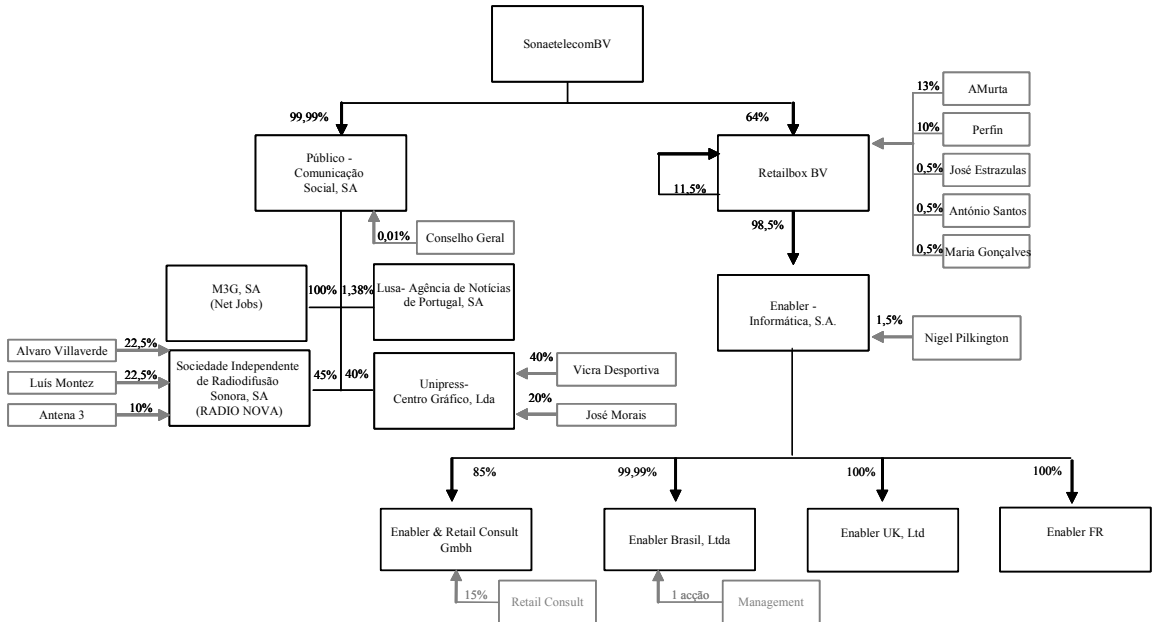 SonaetelecomBV
99,99%
64%
13%
AMurta
10%
Perfin
0,5%
José Estrazulas
0,5%
António Santos
0,5%
Maria Gonçalves
Público -
Comunicação
Social, SA
Retailbox BV
11,5%
98,5%
0,01%
Conselho Geral
M3G, SA
(Net Jobs)
100%
1,38%
Lusa- Agência de Notícias
de Portugal, SA
Enabler -
Informática, S.A.
1,5%
Nigel Pilkington
Alvaro Villaverde
22,5%
Luís Montez
22,5%
Antena 3
10%
Sociedade Independente
de Radiodifusão
Sonora, SA
(RADIO NOVA)
45%
40%
Unipress-
Centro Gráfico, Lda
40%
Vicra Desportiva
20%
José Morais
85%
99,99%
100%
100%
Enabler & Retail Consult
Gmbh
Enabler Brasil, Ltda
Enabler UK, Ltd
Enabler FR
15%
Retail Consult
1 acção
Management